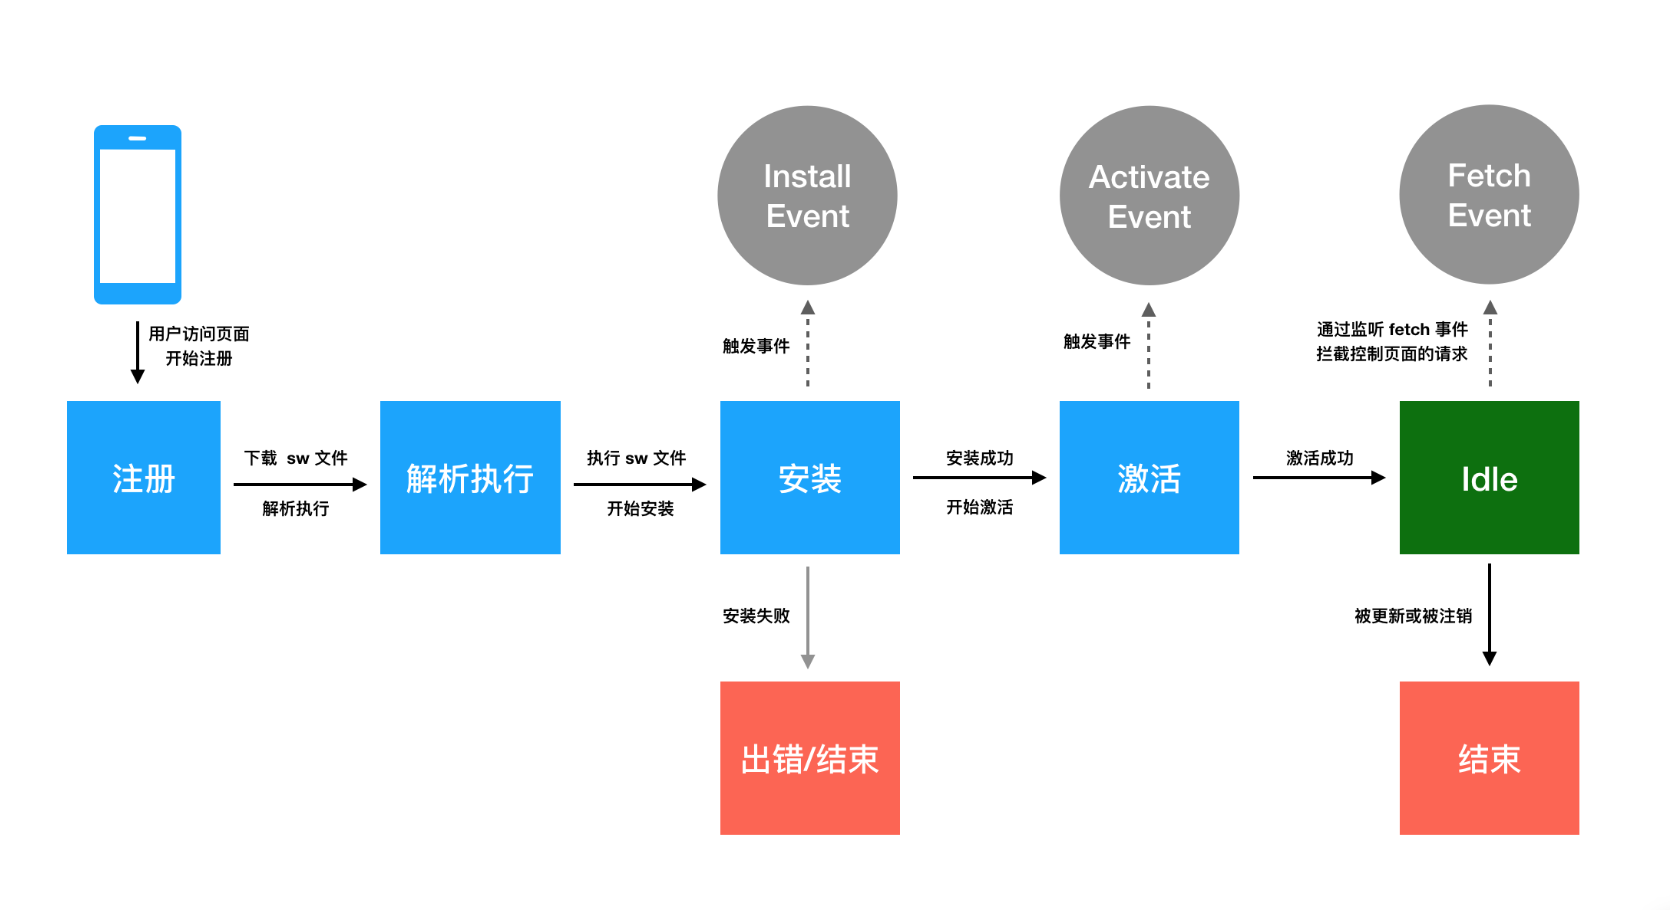 Install
Event
Activate
Event
Fetch
Event
用户访问页面
开始注册
触发事件
触发事件
通过监听 fetch 事件
拦截控制页面的请求
注册
下载 sw 文件
解析执行
解析执行
执行 sw 文件
开始安装
安装
安装成功
开始激活
激活
激活成功
Idle
安装失败
被更新或被注销
出错/结束
结束